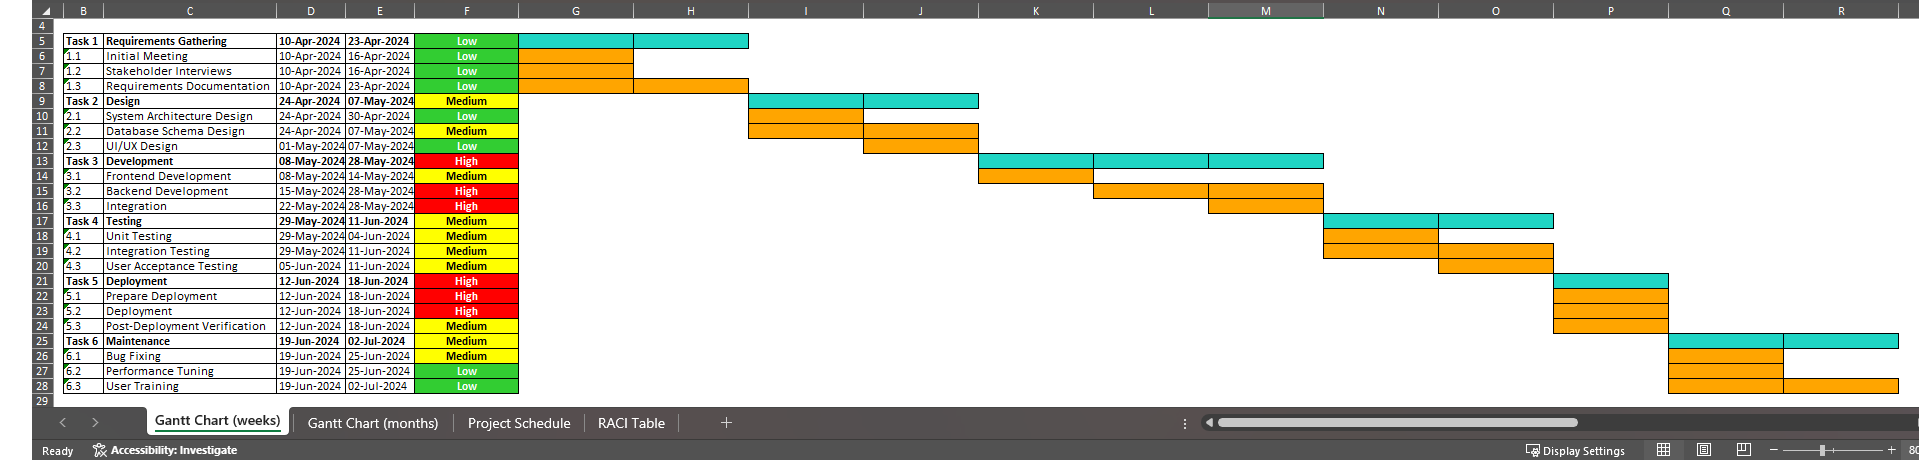 B C D E F G H I J K L M N O P Q R
4
5 Task 1 Requirements Gathering 10-Apr-2024 23-Apr-2024 Low
6 1.1 Initial Meeting 10-Apr-2024 16-Apr-2024 Low
7 1.2 Stakeholder Interviews 10-Apr-2024 16-Apr-2024 Low
8 1.3 Requirements Documentation 10-Apr-2024 23-Apr-2024 Low
9 Task 2 Design 24-Apr-2024 07-May-2024 Medium
10 2.1 System Architecture Design 24-Apr-2024 30-Apr-2024 Low
11 2.2 Database Schema Design 24-Apr-2024 07-May-2024 Medium
12 2.3 UI/UX Design 01-May-2024 07-May-2024 Low
13 Task 3 Development 08-May-2024 28-May-2024 High
14 3.1 Frontend Development 08-May-2024 14-May-2024 Medium
15 3.2 Backend Development 15-May-2024 28-May-2024 High
16 3.3 Integration 22-May-2024 28-May-2024 High
17 Task 4 Testing 29-May-2024 11-Jun-2024 Medium
18 4.1 Unit Testing 29-May-2024 04-Jun-2024 Medium
19 4.2 Integration Testing 29-May-2024 11-Jun-2024 Medium
20 4.3 User Acceptance Testing 05-Jun-2024 11-Jun-2024 Medium
21 Task 5 Deployment 12-Jun-2024 18-Jun-2024 High
22 5.1 Prepare Deployment 12-Jun-2024 18-Jun-2024 High
23 5.2 Deployment 12-Jun-2024 18-Jun-2024 High
24 5.3 Post-Deployment Verification 12-Jun-2024 18-Jun-2024 Medium
25 Task 6 Maintenance 19-Jun-2024 02-Jul-2024 Medium
26 6.1 Bug Fixing 19-Jun-2024 25-Jun-2024 Medium
27 6.2 Performance Tuning 19-Jun-2024 25-Jun-2024 Low
28 6.3 User Training 19-Jun-2024 02-Jul-2024 Low
29
Gantt Chart (weeks) Gantt Chart (months) Project Schedule RACI Table
Ready Accessibility: Investigate Display Settings